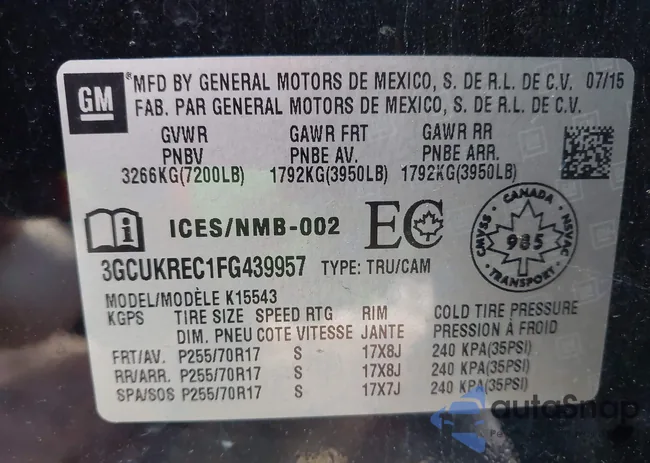 GM
MFD BY GENERAL MOTORS DE MEXICO, S. DE R.L. DE C.V. 07/15
FAB. PAR GENERAL MOTORS DE MEXICO, S. DE R.L. DE C.V.
GVWR GAWR FRT GAWR RR
PNBV PNBE AV. PNBE ARR.
3266KG(7200LB) 1792KG(3950LB) 1792KG(3950LB)
ICES/NMB-002 EC
CANADA
CMVSS 985 NSVAC
TRANSPORT
3GCUKREC1FG439957 TYPE: TRU/CAM
MODEL/MODÈLE K15543
KGPS TIRE SIZE SPEED RTG RIM COLD TIRE PRESSURE
DIM. PNEU COTE VITESSE JANTE PRESSION À FROID
FRT/AV. P255/70R17 S 17X8J 240 KPA(35PSI)
RR/ARR. P255/70R17 S 17X8J 240 KPA(35PSI)
SPA/SOS P255/70R17 S 17X7J 240 KPA(35PSI)
autoSnap